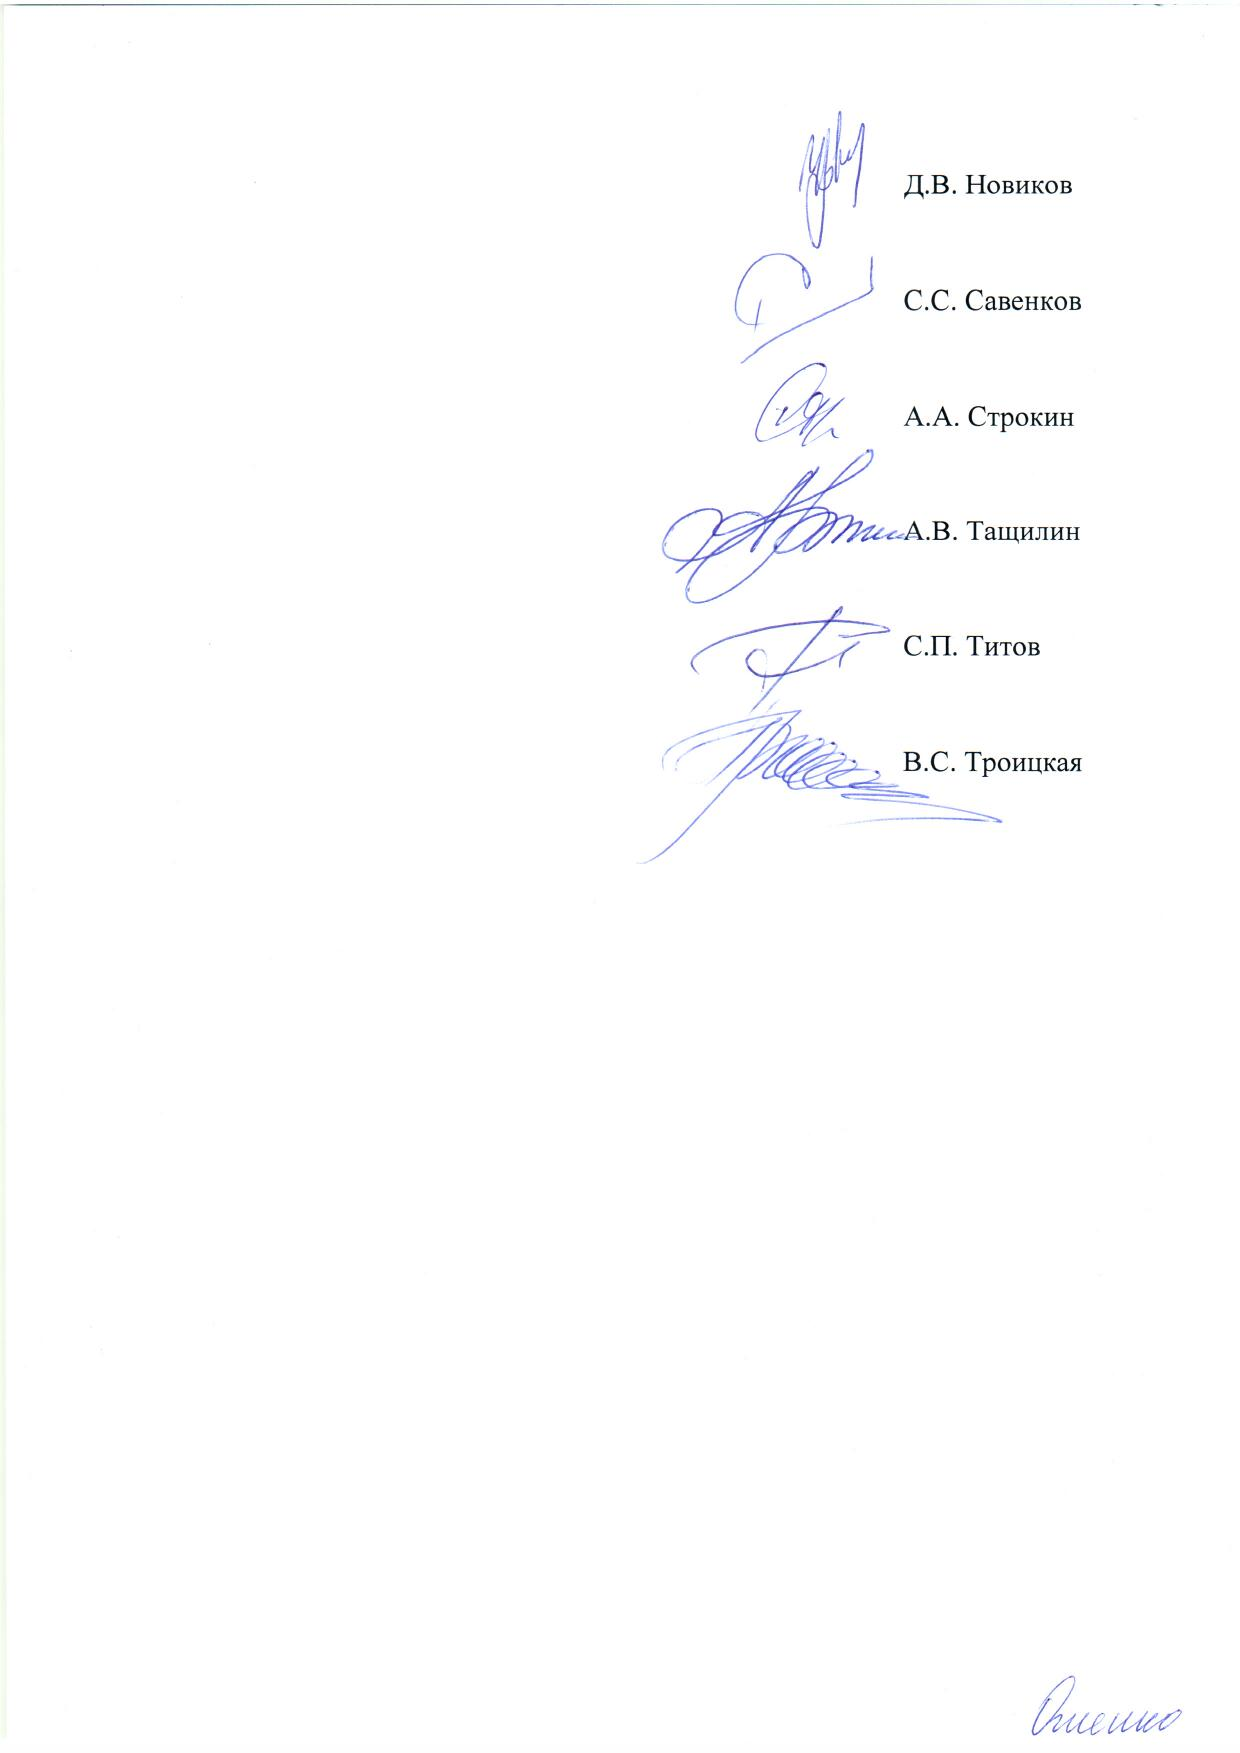 Д.В. Новиков
С.С. Савенков
А.А. Строкин
А.В. Тащилин
С.П. Титов
В.С. Троицкая